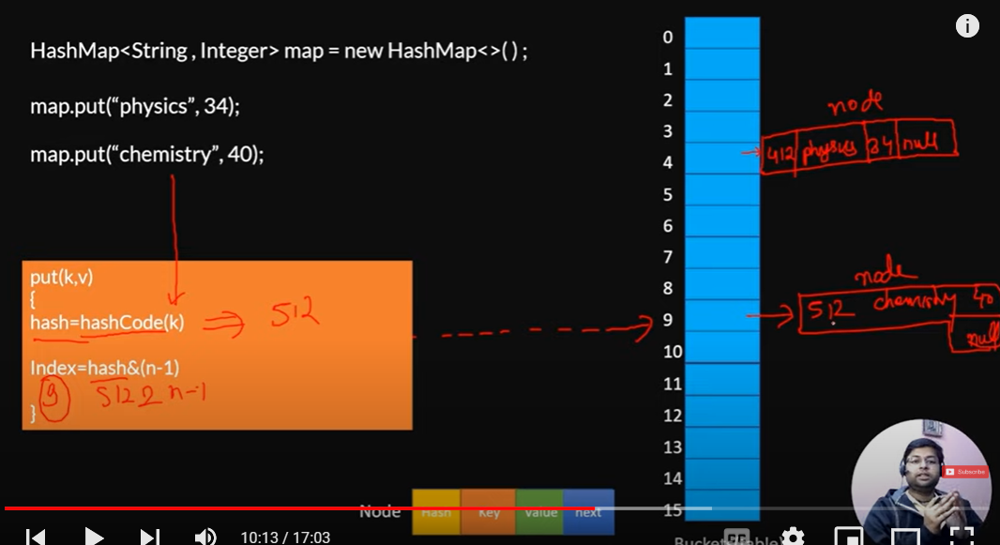 HashMap<String , Integer> map = new HashMap<>( ) ;
map.put(“physics”, 34);
map.put(“chemistry”, 40);
put(k,v)
{
hash=hashCode(k)
512
Index=hash&(n-1)
9 512 & n-1
}
0
1
2
3
4
5
6
7
8
9
10
11
12
13
14
15
node
412 physics 34 null
node
512 chemistry 40
null
Node Hash Key Value next
Bucket
Subscribe
10:13 / 17:03
CC
i